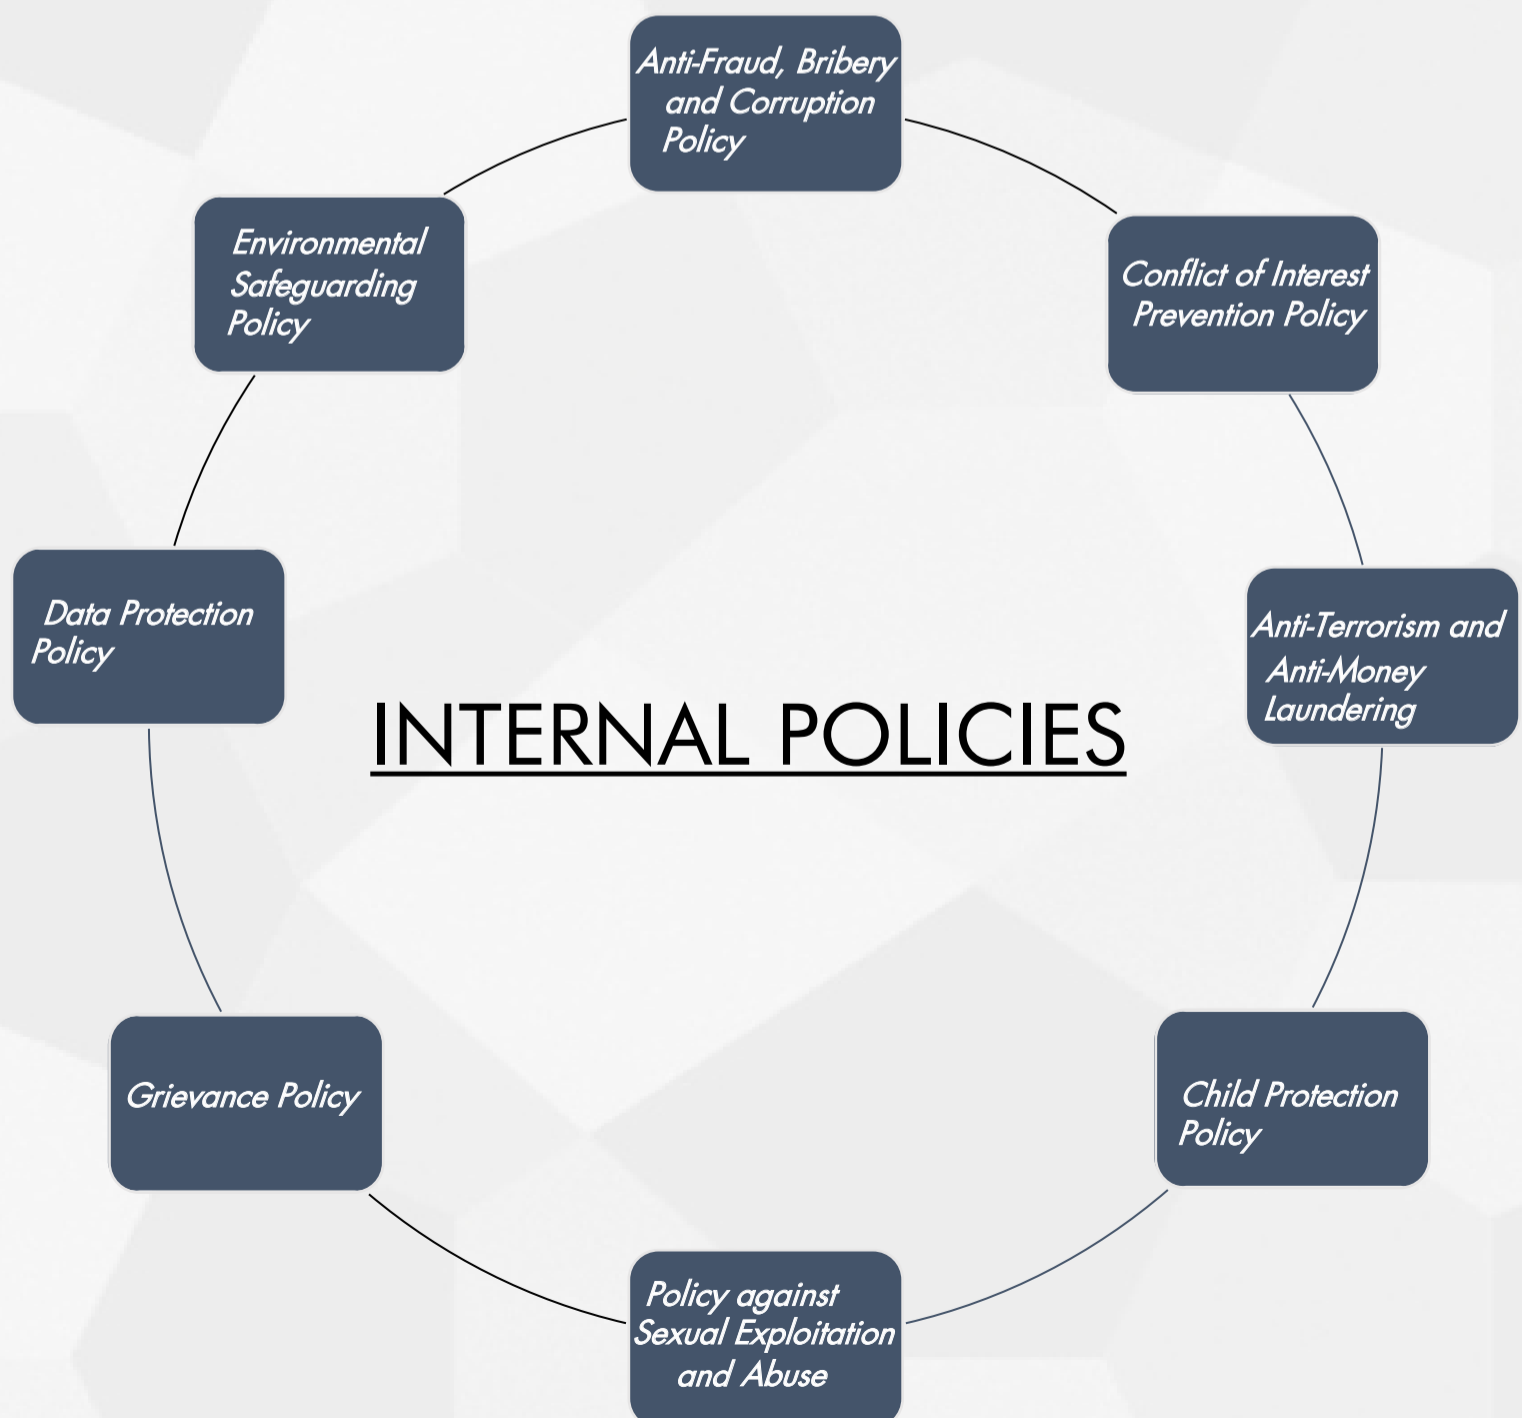 Anti-Fraud, Bribery
and Corruption
Policy
Conflict of Interest
Prevention Policy
Anti-Terrorism and
Anti-Money
Laundering
Child Protection
Policy
Policy against
Sexual Exploitation
and Abuse
Grievance Policy
Data Protection
Policy
Environmental
Safeguarding
Policy
INTERNAL POLICIES